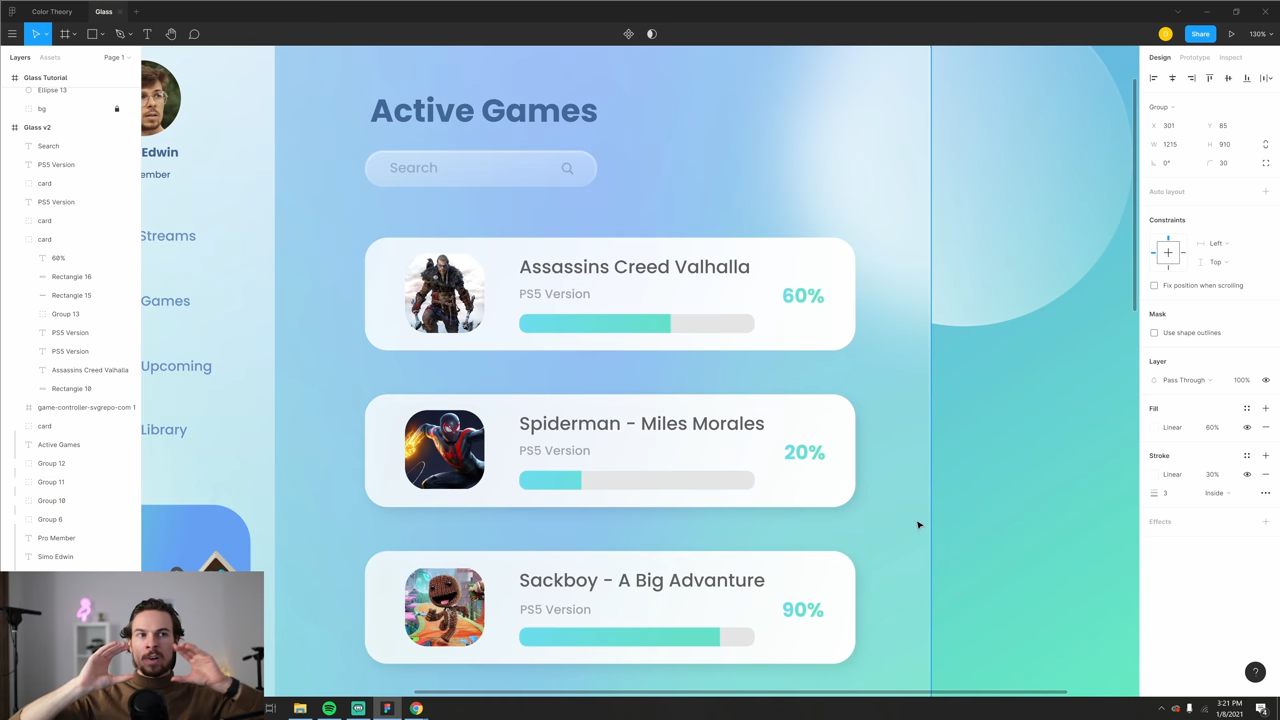 Color Theory
Glass
Share
130%
Layers
Assets
Page 1
Design
Prototype
Inspect
Glass Tutorial
Ellipse 13
bg
Glass v2
Search
PS5 Version
card
PS5 Version
card
card
60%
Rectangle 16
Rectangle 15
Group 13
PS5 Version
PS5 Version
Assassins Creed Valhalla
Rectangle 10
game-controller-svgrepo-com 1
card
Active Games
Group 12
Group 11
Group 10
Group 6
Pro Member
Simo Edwin
Edwin
ember
Streams
Games
Upcoming
Library
Active Games
Search
Assassins Creed Valhalla
PS5 Version
60%
Spiderman - Miles Morales
PS5 Version
20%
Sackboy - A Big Advanture
PS5 Version
90%
Group
X 301 Y 85
W 1215 H 910
0° 30
Auto layout
Constraints
Left
Top
Fix position when scrolling
Mask
Use shape outlines
Layer
Pass Through 100%
Fill
Linear 60%
Stroke
Linear 30%
3 Inside
Effects
?
3:21 PM
1/8/2021
4